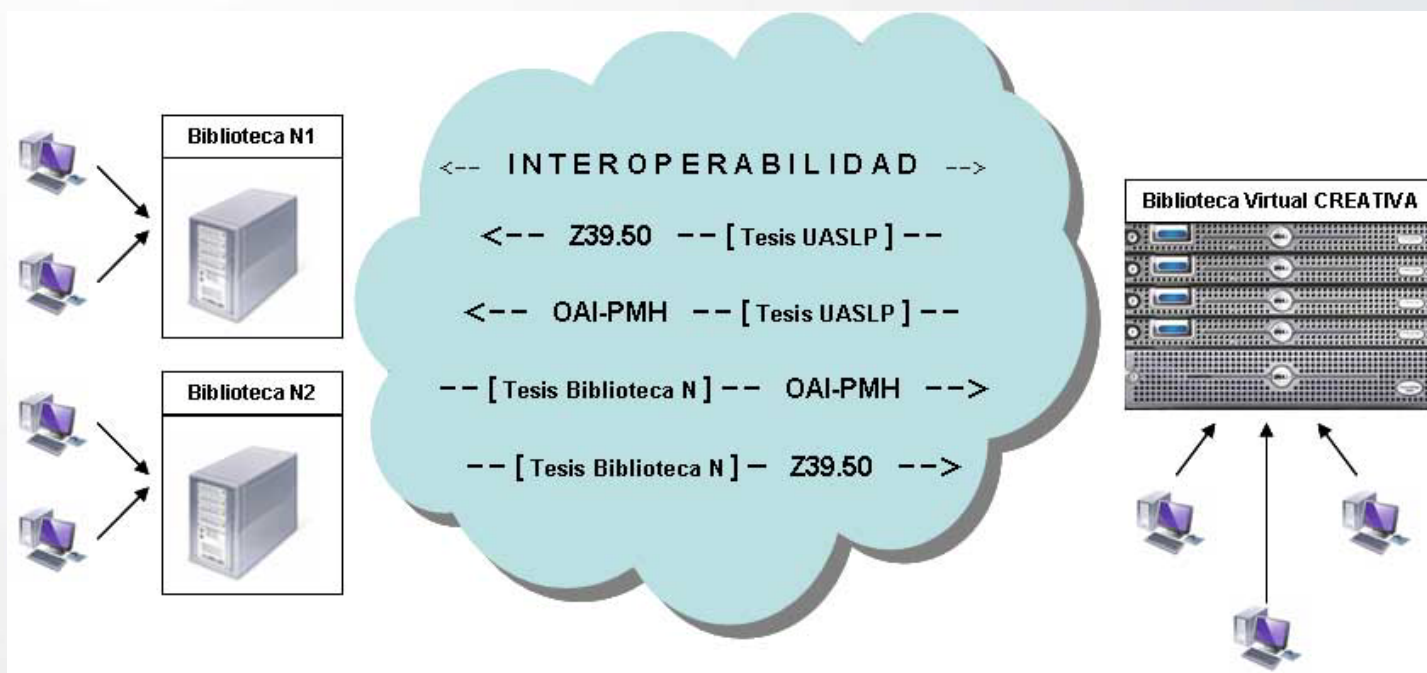 Biblioteca N1
Biblioteca N2
<-- INTEROPERABILIDAD -->
<-- Z39.50 --[Tesis UASLP]--
<-- OAI-PMH --[Tesis UASLP]--
--[Tesis Biblioteca N]-- OAI-PMH -->
--[Tesis Biblioteca N]- Z39.50 -->
Biblioteca Virtual CREATIVA